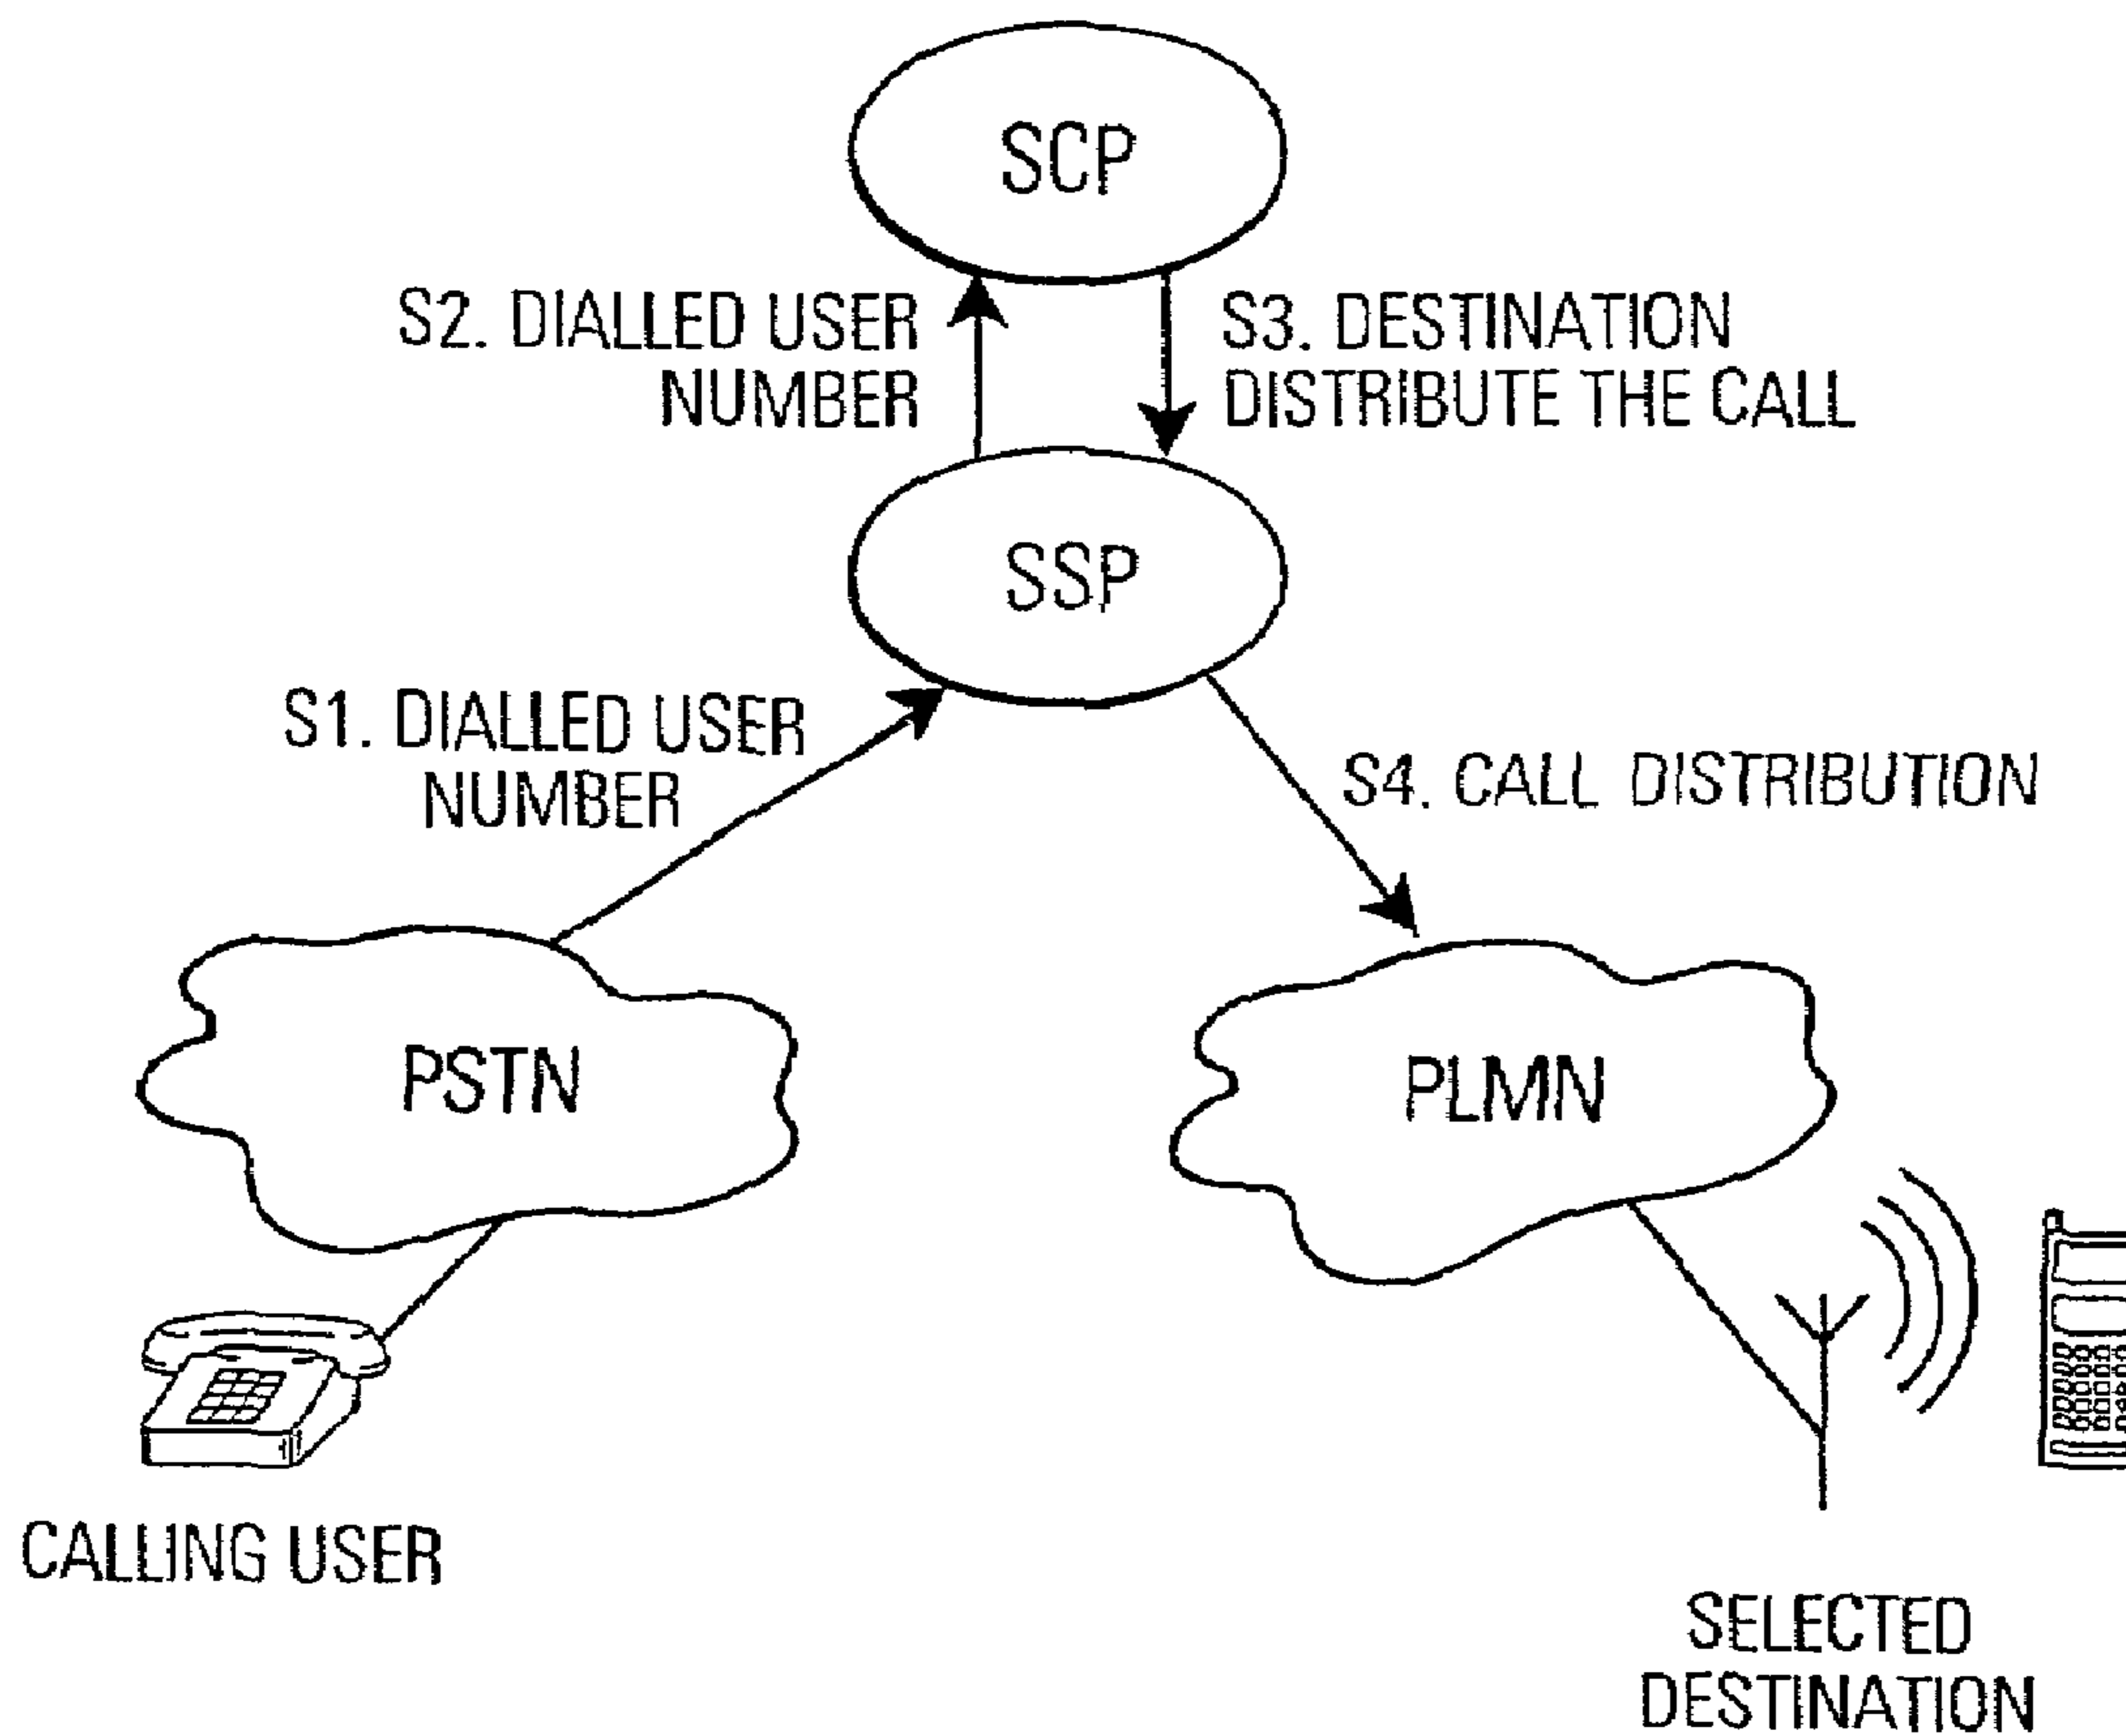 SCP
S2. DIALLED USER
NUMBER
S3. DESTINATION
DISTRIBUTE THE CALL
SSP
S1. DIALLED USER
NUMBER
S4. CALL DISTRIBUTION
PSTN
PLMN
CALLING USER
SELECTED
DESTINATION